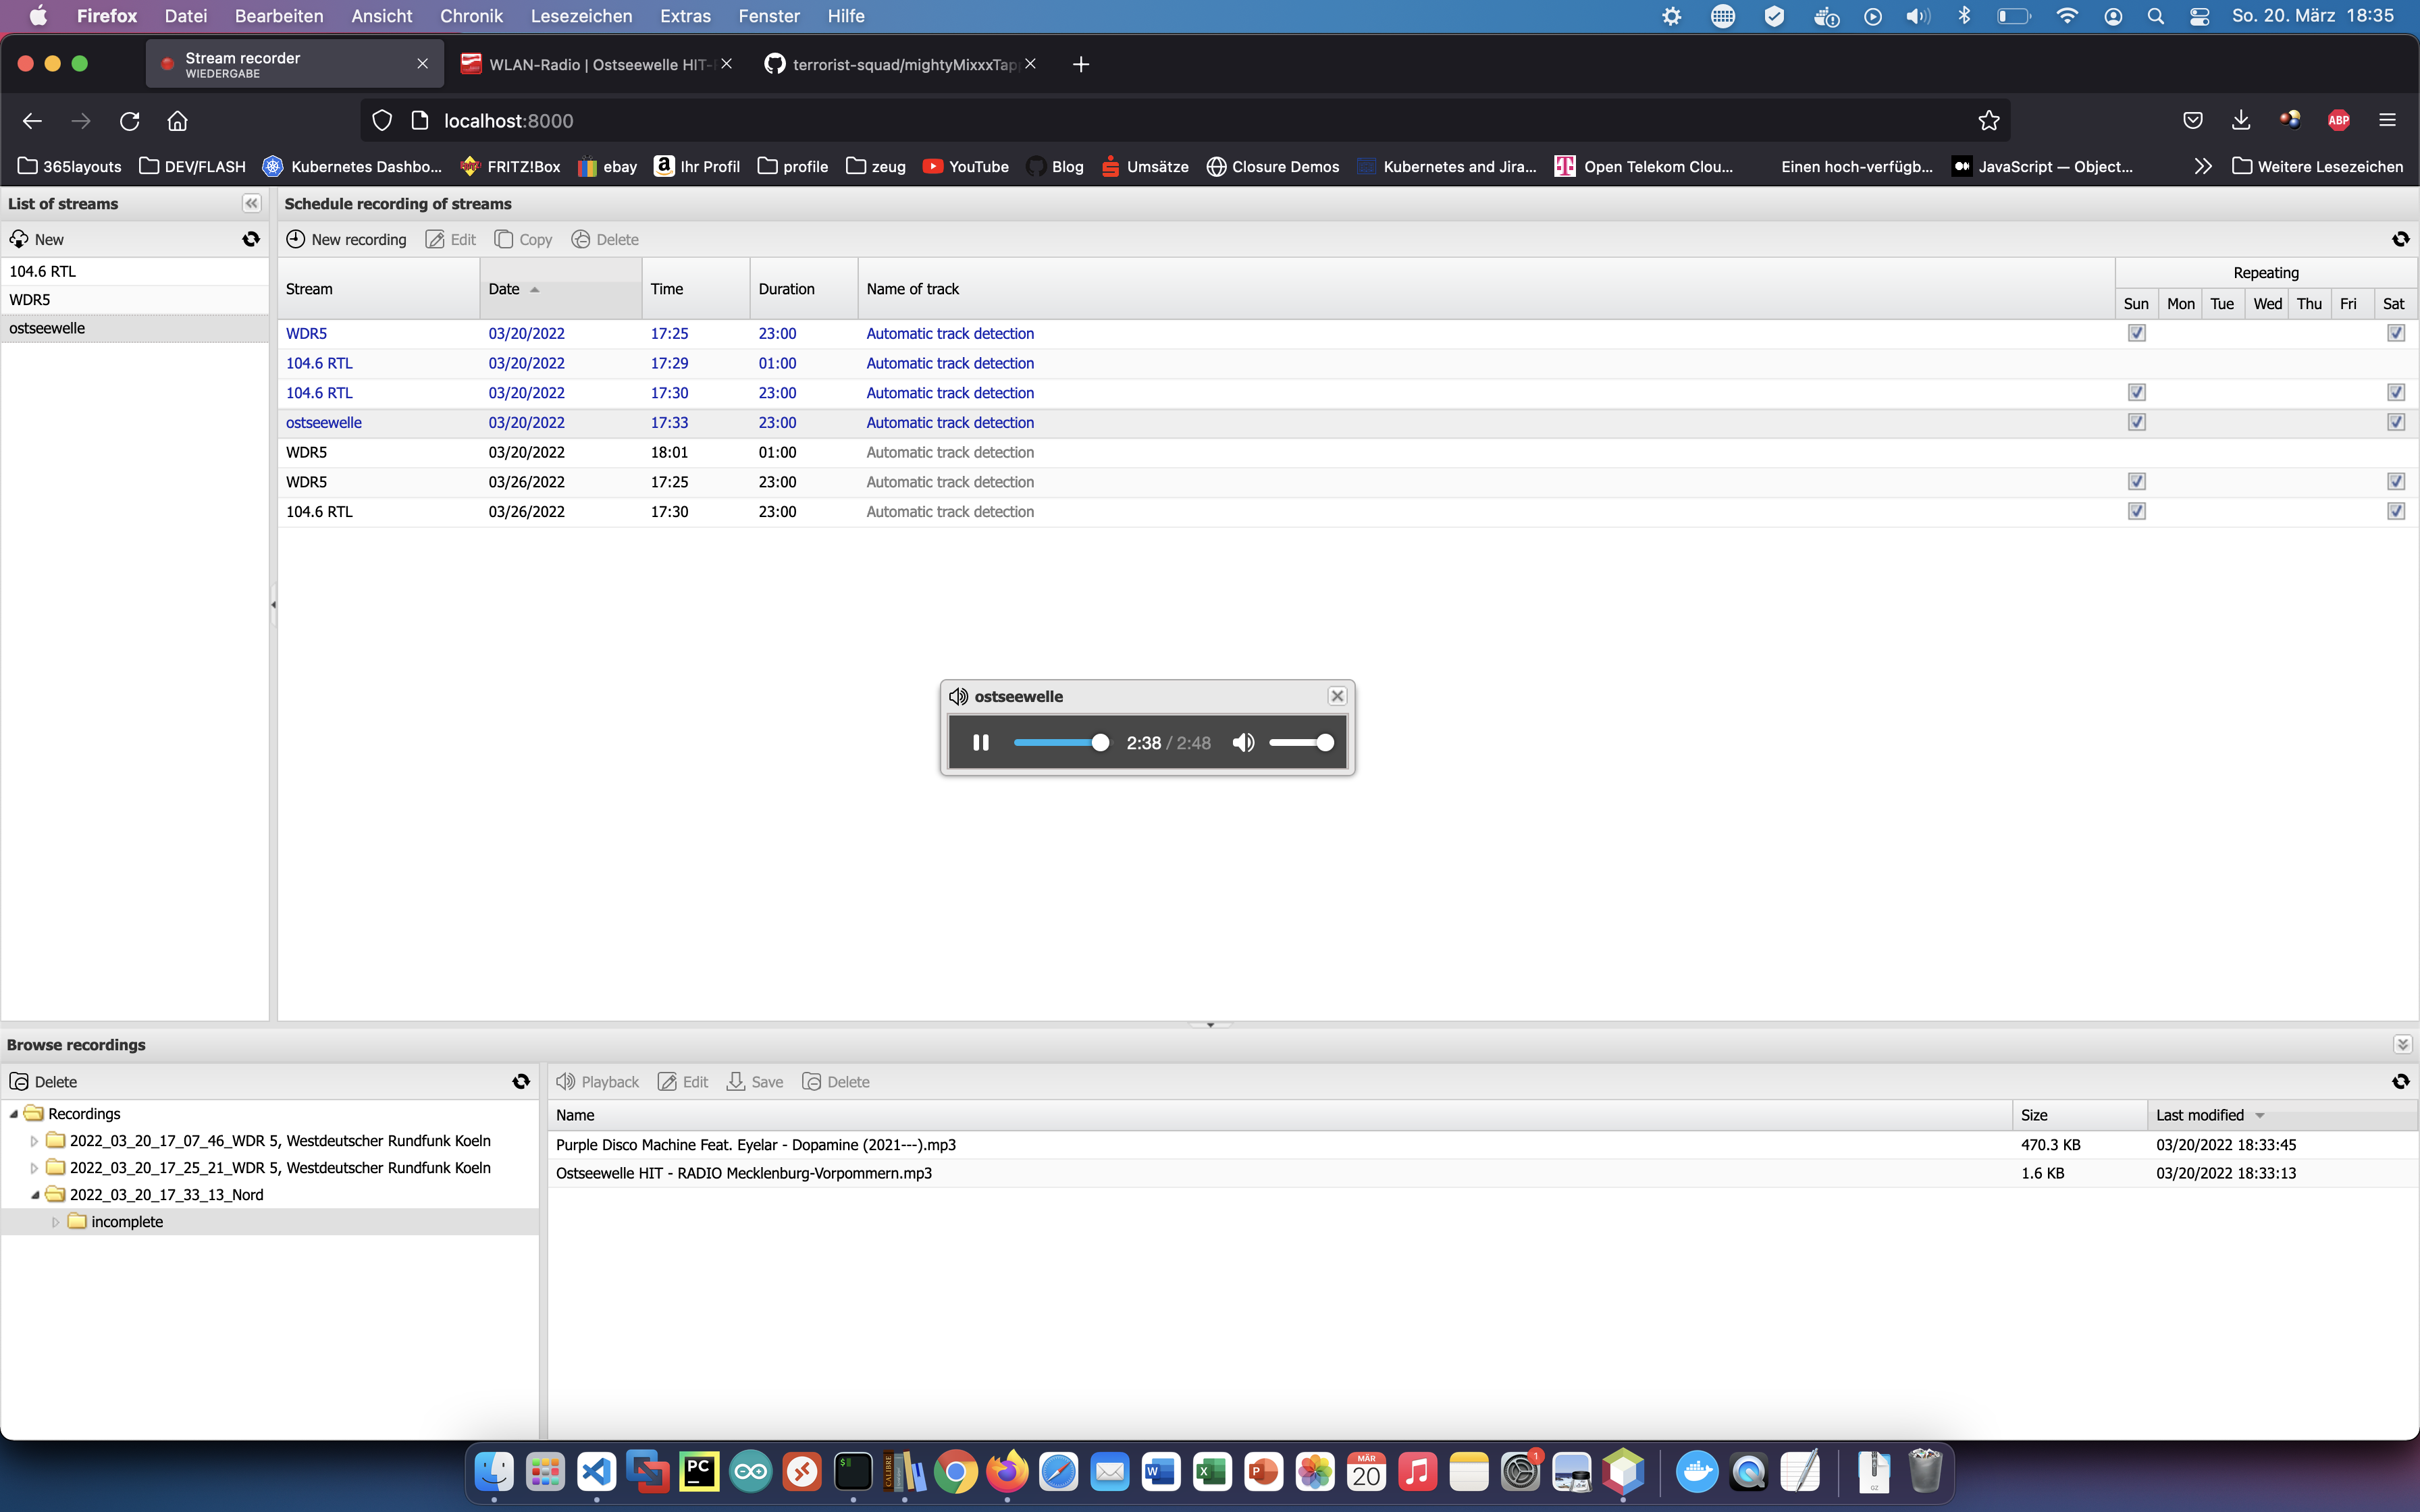 Firefox Datei Bearbeiten Ansicht Chronik Lesezeichen Extras Fenster Hilfe So. 20. März 18:35
Stream recorder
WIEDERGABE
WLAN-Radio | Ostseewelle HIT-
terrorist-squad/mightyMixxxTap
localhost:8000
ABP
365layouts DEV/FLASH Kubernetes Dashbo... FRITZ!Box ebay Ihr Profil profile zeug YouTube Blog Umsätze Closure Demos Kubernetes and Jira... Open Telekom Clou... Einen hoch-verfügb... JavaScript — Object... Weitere Lesezeichen
List of streams
New
104.6 RTL
WDR5
ostseewelle
Schedule recording of streams
New recording Edit Copy Delete
Stream Date Time Duration Name of track Repeating
Sun Mon Tue Wed Thu Fri Sat
WDR5 03/20/2022 17:25 23:00 Automatic track detection
104.6 RTL 03/20/2022 17:29 01:00 Automatic track detection
104.6 RTL 03/20/2022 17:30 23:00 Automatic track detection
ostseewelle 03/20/2022 17:33 23:00 Automatic track detection
WDR5 03/20/2022 18:01 01:00 Automatic track detection
WDR5 03/26/2022 17:25 23:00 Automatic track detection
104.6 RTL 03/26/2022 17:30 23:00 Automatic track detection
ostseewelle
2:38 / 2:48
Browse recordings
Delete
Recordings
2022_03_20_17_07_46_WDR 5, Westdeutscher Rundfunk Koeln
2022_03_20_17_25_21_WDR 5, Westdeutscher Rundfunk Koeln
2022_03_20_17_33_13_Nord
incomplete
Playback Edit Save Delete
Name Size Last modified
Purple Disco Machine Feat. Eyelar - Dopamine (2021---).mp3 470.3 KB 03/20/2022 18:33:45
Ostseewelle HIT - RADIO Mecklenburg-Vorpommern.mp3 1.6 KB 03/20/2022 18:33:13
PC
CALIBRE
MÄR
20
1
GZ